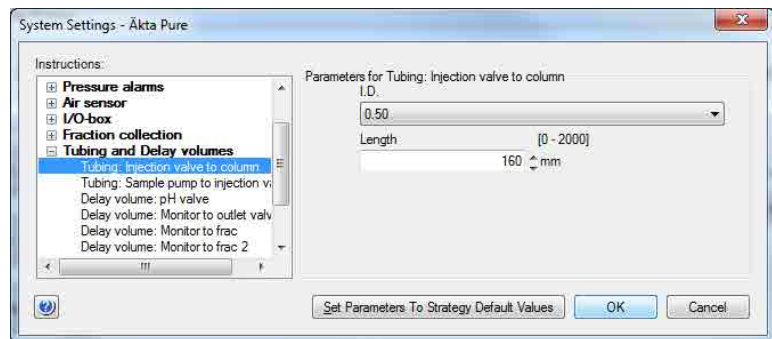 System Settings - Äkta Pure
x
Instructions:
Pressure alarms
Air sensor
I/O-box
Fraction collection
Tubing and Delay volumes
Tubing: Injection valve to column
Tubing: Sample pump to injection va
Delay volume: pH valve
Delay volume: Monitor to outlet valv
Delay volume: Monitor to frac
Delay volume: Monitor to frac 2
Parameters for Tubing: Injection valve to column
I.D.
0.50
Length [0 - 2000]
160 mm
Set Parameters To Strategy Default Values OK Cancel